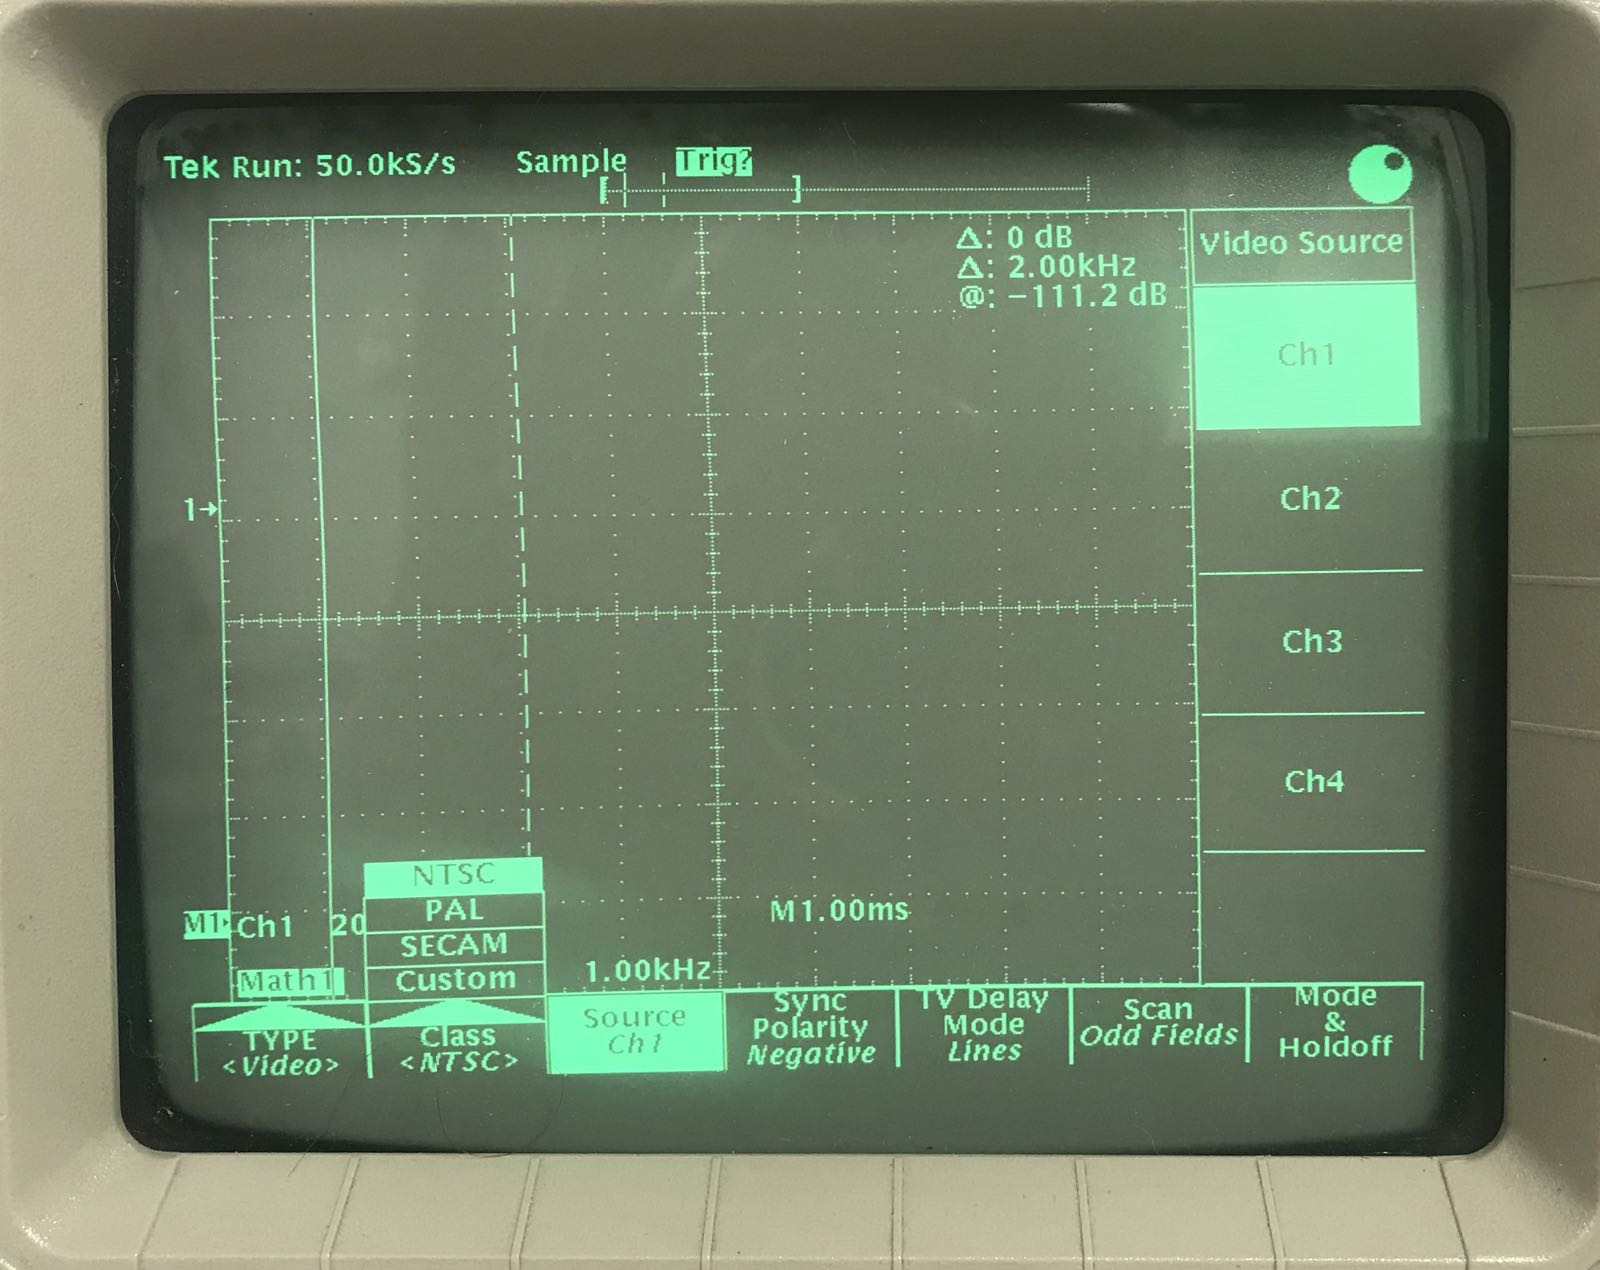 Tek Run: 50.0kS/s Sample Trig?
Δ: 0 dB
Δ: 2.00kHz
@: −111.2 dB
Video Source
Ch1
Ch2
Ch3
Ch4
1→
M1 Ch1 20
M 1.00ms
Math1
1.00kHz
NTSC
PAL
SECAM
Custom
TYPE
<Video>
Class
<NTSC>
Source
Ch1
Sync
Polarity
Negative
TV Delay
Mode
Lines
Scan
Odd Fields
Mode
&
Holdoff